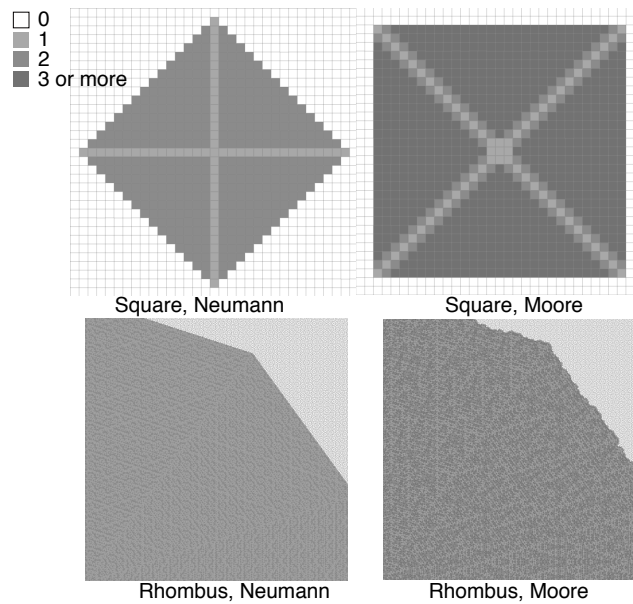 0
1
2
3 or more
Square, Neumann
Square, Moore
Rhombus, Neumann
Rhombus, Moore